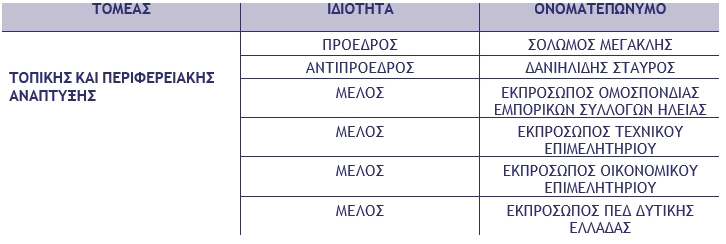 ΤΟΜΕΑΣ ΙΔΙΟΤΗΤΑ ΟΝΟΜΑΤΕΠΩΝΥΜΟ
ΤΟΠΙΚΗΣ ΚΑΙ ΠΕΡΙΦΕΡΕΙΑΚΗΣ
ΑΝΑΠΤΥΞΗΣ
ΠΡΟΕΔΡΟΣ ΣΟΛΩΜΟΣ ΜΕΓΑΚΛΗΣ
ΑΝΤΙΠΡΟΕΔΡΟΣ ΔΑΝΙΗΛΙΔΗΣ ΣΤΑΥΡΟΣ
ΜΕΛΟΣ ΕΚΠΡΟΣΩΠΟΣ ΟΜΟΣΠΟΝΔΙΑΣ
ΕΜΠΟΡΙΚΩΝ ΣΥΛΛΟΓΩΝ ΗΛΕΙΑΣ
ΜΕΛΟΣ ΕΚΠΡΟΣΩΠΟΣ ΤΕΧΝΙΚΟΥ
ΕΠΙΜΕΛΗΤΗΡΙΟΥ
ΜΕΛΟΣ ΕΚΠΡΟΣΩΠΟΣ ΟΙΚΟΝΟΜΙΚΟΥ
ΕΠΙΜΕΛΗΤΗΡΙΟΥ
ΜΕΛΟΣ ΕΚΠΡΟΣΩΠΟΣ ΠΕΔ ΔΥΤΙΚΗΣ
ΕΛΛΑΔΑΣ